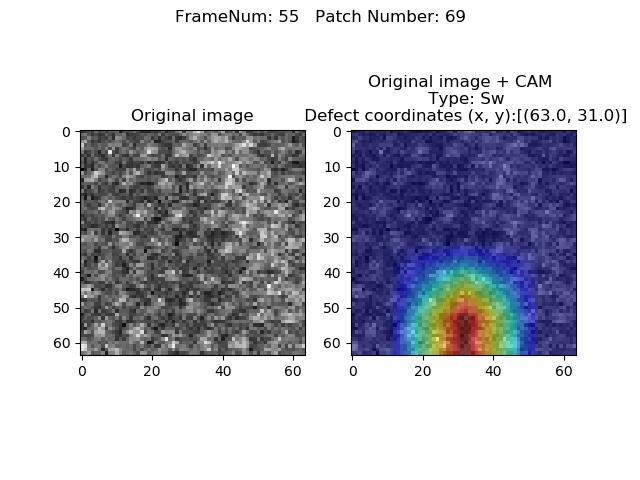 FrameNum: 55   Patch Number: 69
Original image
0
10
20
30
40
50
60
0 20 40 60
Original image + CAM
Type: Sw
Defect coordinates (x, y):[(63.0, 31.0)]
0
10
20
30
40
50
60
0 20 40 60